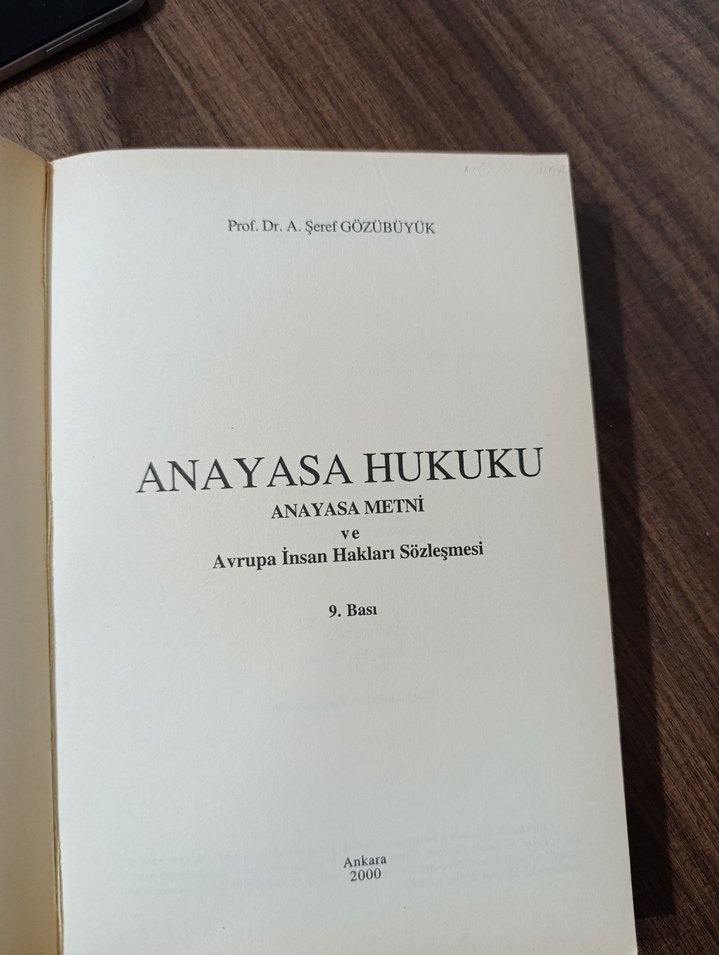 Prof. Dr. A. Şeref GÖZÜBÜYÜK
ANAYASA HUKUKU
ANAYASA METNİ
ve
Avrupa İnsan Hakları Sözleşmesi
9. Bası
Ankara
2000